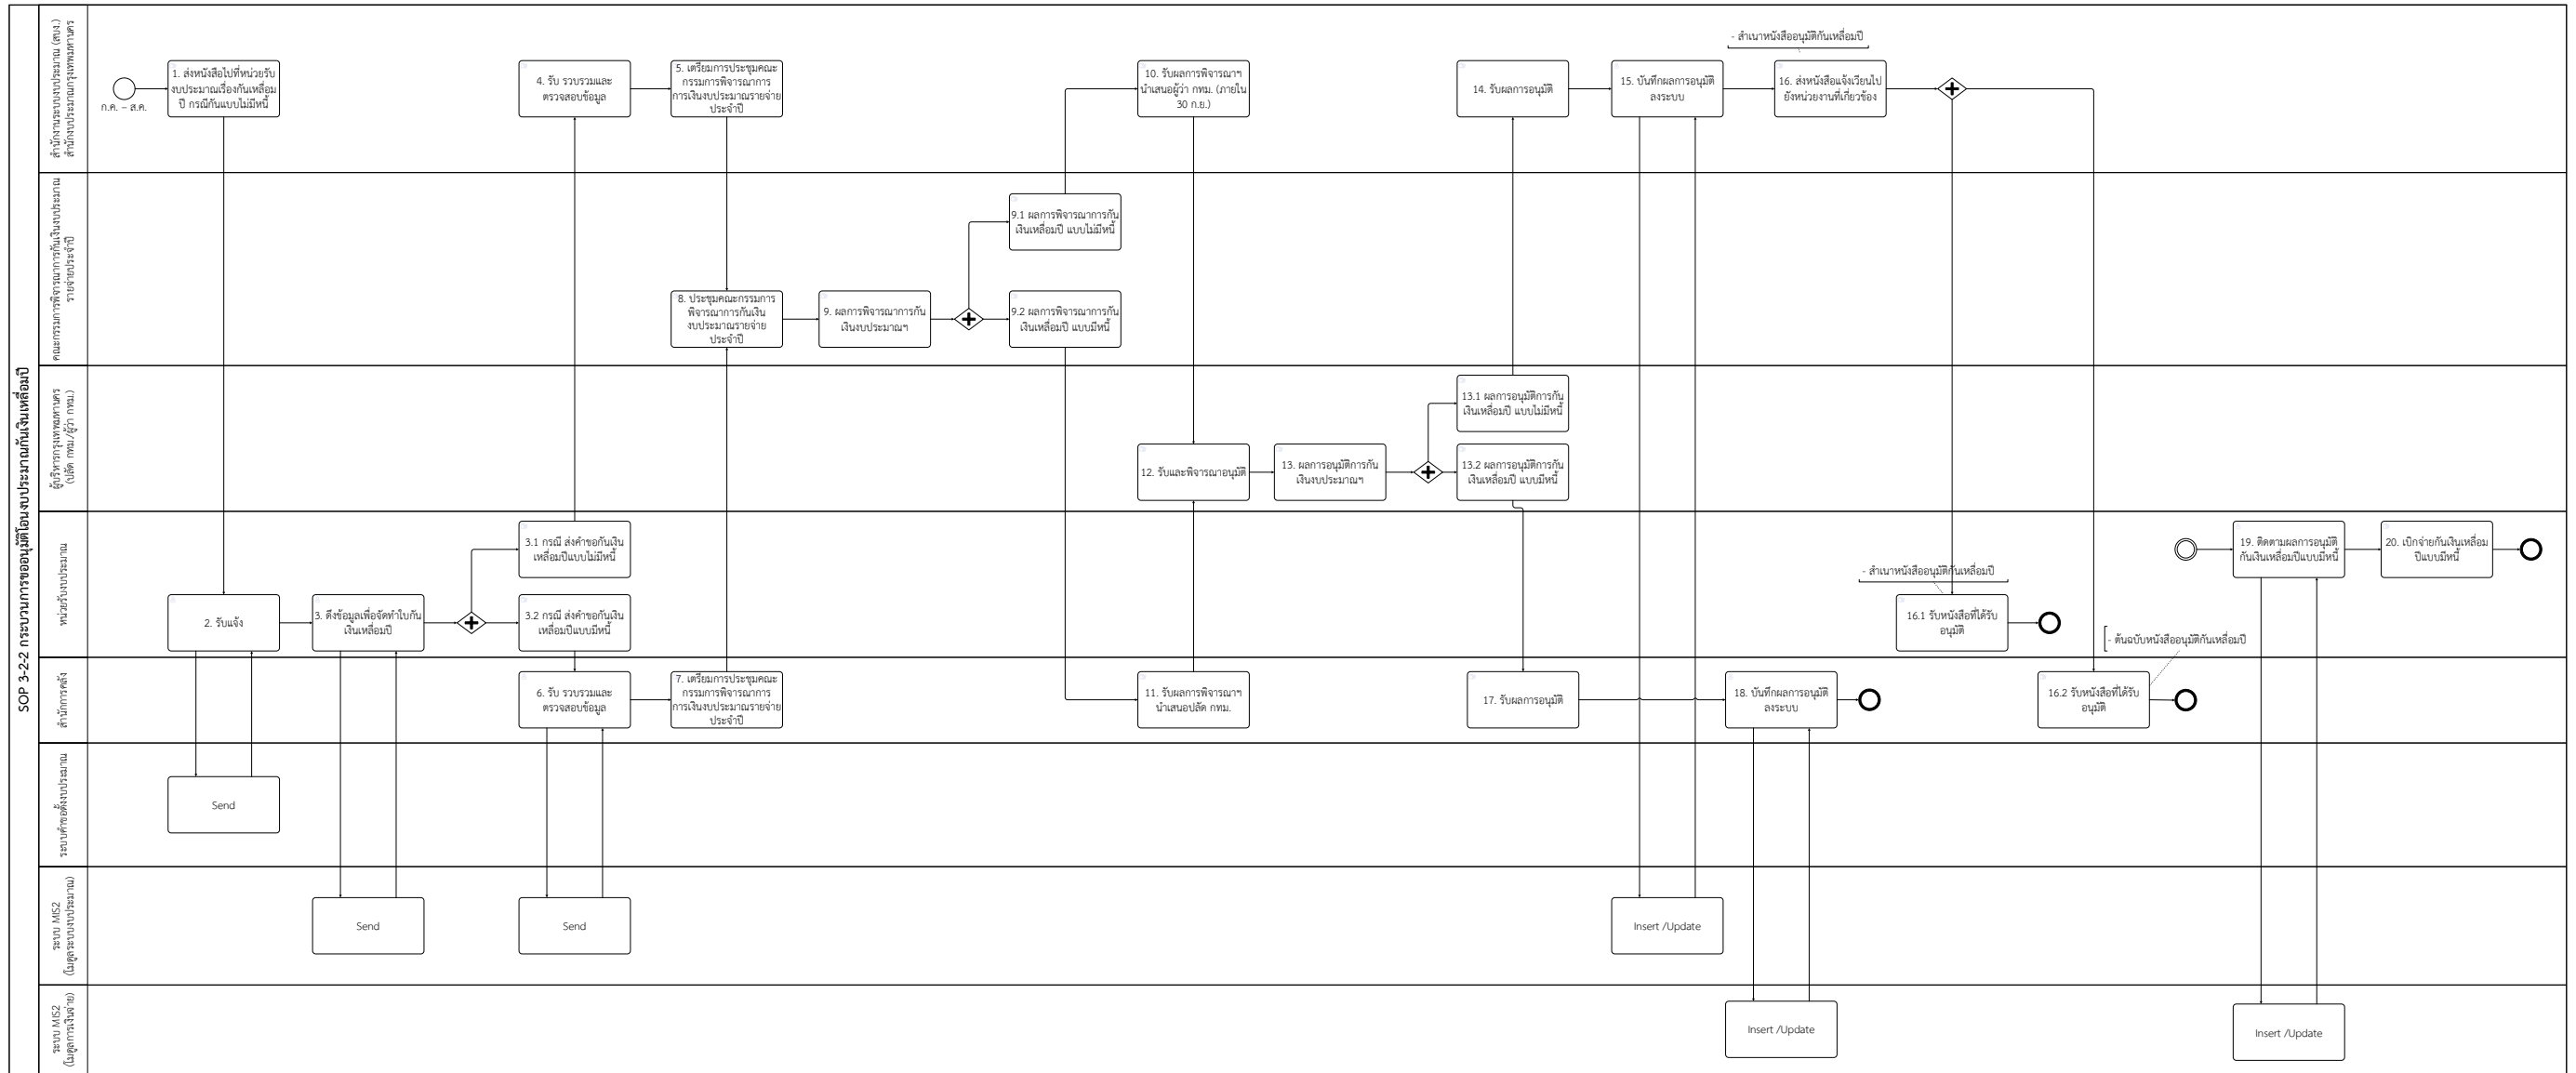 SOP 3-2-2 กระบวนการขออนุมัติโอนงบประมาณกันเงินเหลื่อมปี
สำนักงานระบบงบประมาณ (สบง.)
สำนักงบประมาณกรุงเทพมหานคร
ก.ค. – ส.ค.
1. ส่งหนังสือไปที่หน่วยรับ
งบประมาณเรื่องกันเหลื่อม
ปี กรณีกันแบบไม่มีหนี้
4. รับ รวบรวมและ
ตรวจสอบข้อมูล
5. เตรียมการประชุมคณะ
กรรมการพิจารณาการ
การเงินงบประมาณรายจ่าย
ประจำปี
10. รับผลการพิจารณาฯ
นำเสนอผู้ว่า กทม. (ภายใน
30 ก.ย.)
14. รับผลการอนุมัติ
15. บันทึกผลการอนุมัติ
ลงระบบ
- สำเนาหนังสืออนุมัติกันเหลื่อมปี
16. ส่งหนังสือแจ้งเวียนไป
ยังหน่วยงานที่เกี่ยวข้อง
คณะกรรมการพิจารณาการกันเงินงบประมาณ
รายจ่ายประจำปี
9.1 ผลการพิจารณาการกัน
เงินเหลื่อมปี แบบไม่มีหนี้
8. ประชุมคณะกรรมการ
พิจารณาการกันเงิน
งบประมาณรายจ่าย
ประจำปี
9. ผลการพิจารณาการกัน
เงินงบประมาณฯ
9.2 ผลการพิจารณาการกัน
เงินเหลื่อมปี แบบมีหนี้
ผู้บริหารกรุงเทพมหานคร
(ปลัด กทม./ผู้ว่า กทม.)
13.1 ผลการอนุมัติการกัน
เงินเหลื่อมปี แบบไม่มีหนี้
12. รับและพิจารณาอนุมัติ
13. ผลการอนุมัติการกัน
เงินงบประมาณฯ
13.2 ผลการอนุมัติการกัน
เงินเหลื่อมปี แบบมีหนี้
หน่วยรับงบประมาณ
3.1 กรณี ส่งคำขอกันเงิน
เหลื่อมปีแบบไม่มีหนี้
19. ติดตามผลการอนุมัติ
กันเงินเหลื่อมปีแบบมีหนี้
20. เบิกจ่ายกันเงินเหลื่อม
ปีแบบมีหนี้
- สำเนาหนังสืออนุมัติกันเหลื่อมปี
2. รับแจ้ง
3. ดึงข้อมูลเพื่อจัดทำใบกัน
เงินเหลื่อมปี
3.2 กรณี ส่งคำขอกันเงิน
เหลื่อมปีแบบมีหนี้
16.1 รับหนังสือที่ได้รับ
อนุมัติ
- ต้นฉบับหนังสืออนุมัติกันเหลื่อมปี
สำนักการคลัง
6. รับ รวบรวมและ
ตรวจสอบข้อมูล
7. เตรียมการประชุมคณะ
กรรมการพิจารณาการ
การเงินงบประมาณรายจ่าย
ประจำปี
11. รับผลการพิจารณาฯ
นำเสนอปลัด กทม.
17. รับผลการอนุมัติ
18. บันทึกผลการอนุมัติ
ลงระบบ
16.2 รับหนังสือที่ได้รับ
อนุมัติ
ระบบคำขอตั้งงบประมาณ
Send
ระบบ MIS2
(โมดูลระบบงบประมาณ)
Send
Send
Insert /Update
ระบบ MIS2
(โมดูลการเงินจ่าย)
Insert /Update
Insert /Update